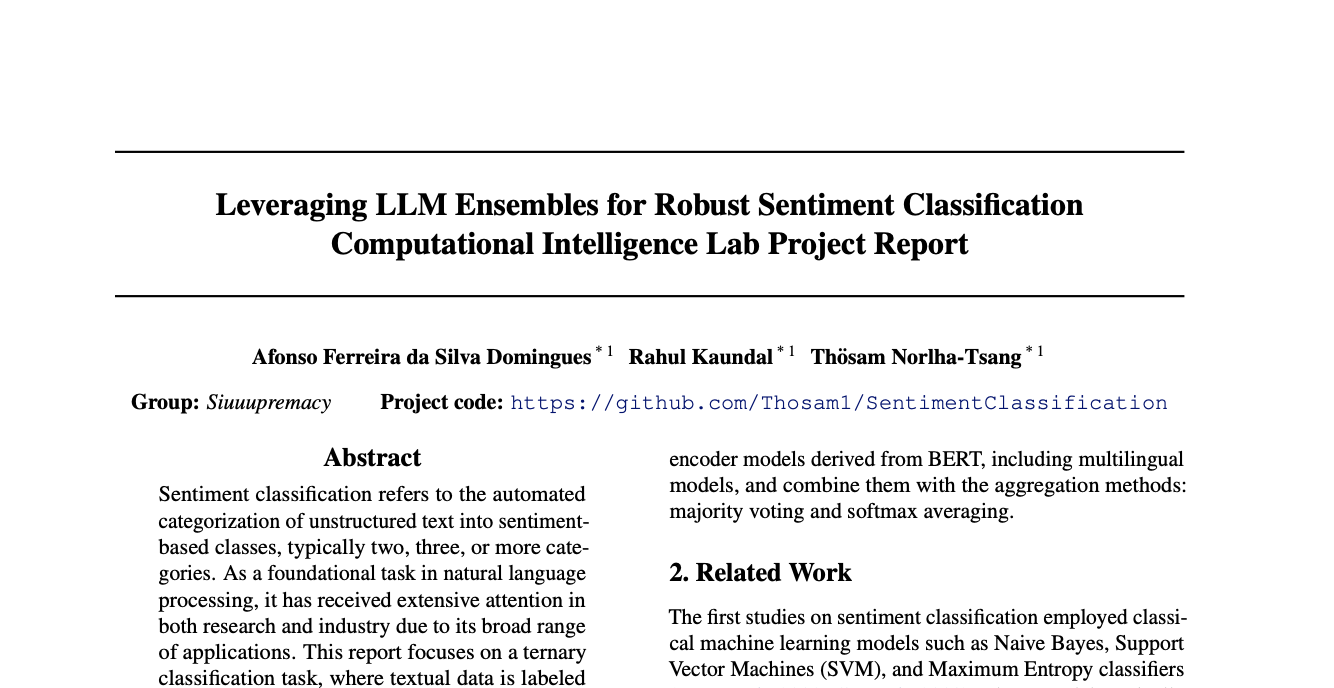 Leveraging LLM Ensembles for Robust Sentiment Classification
Computational Intelligence Lab Project Report
Afonso Ferreira da Silva Domingues * 1 Rahul Kaundal * 1 Thösam Norlha-Tsang * 1
Group: Siuuupremacy Project code: https://github.com/Thosam1/SentimentClassification
Abstract
Sentiment classification refers to the automated
categorization of unstructured text into sentiment-
based classes, typically two, three, or more cate-
gories. As a foundational task in natural language
processing, it has received extensive attention in
both research and industry due to its broad range
of applications. This report focuses on a ternary
classification task, where textual data is labeled
encoder models derived from BERT, including multilingual
models, and combine them with the aggregation methods:
majority voting and softmax averaging.
2. Related Work
The first studies on sentiment classification employed classi-
cal machine learning models such as Naive Bayes, Support
Vector Machines (SVM), and Maximum Entropy classifiers